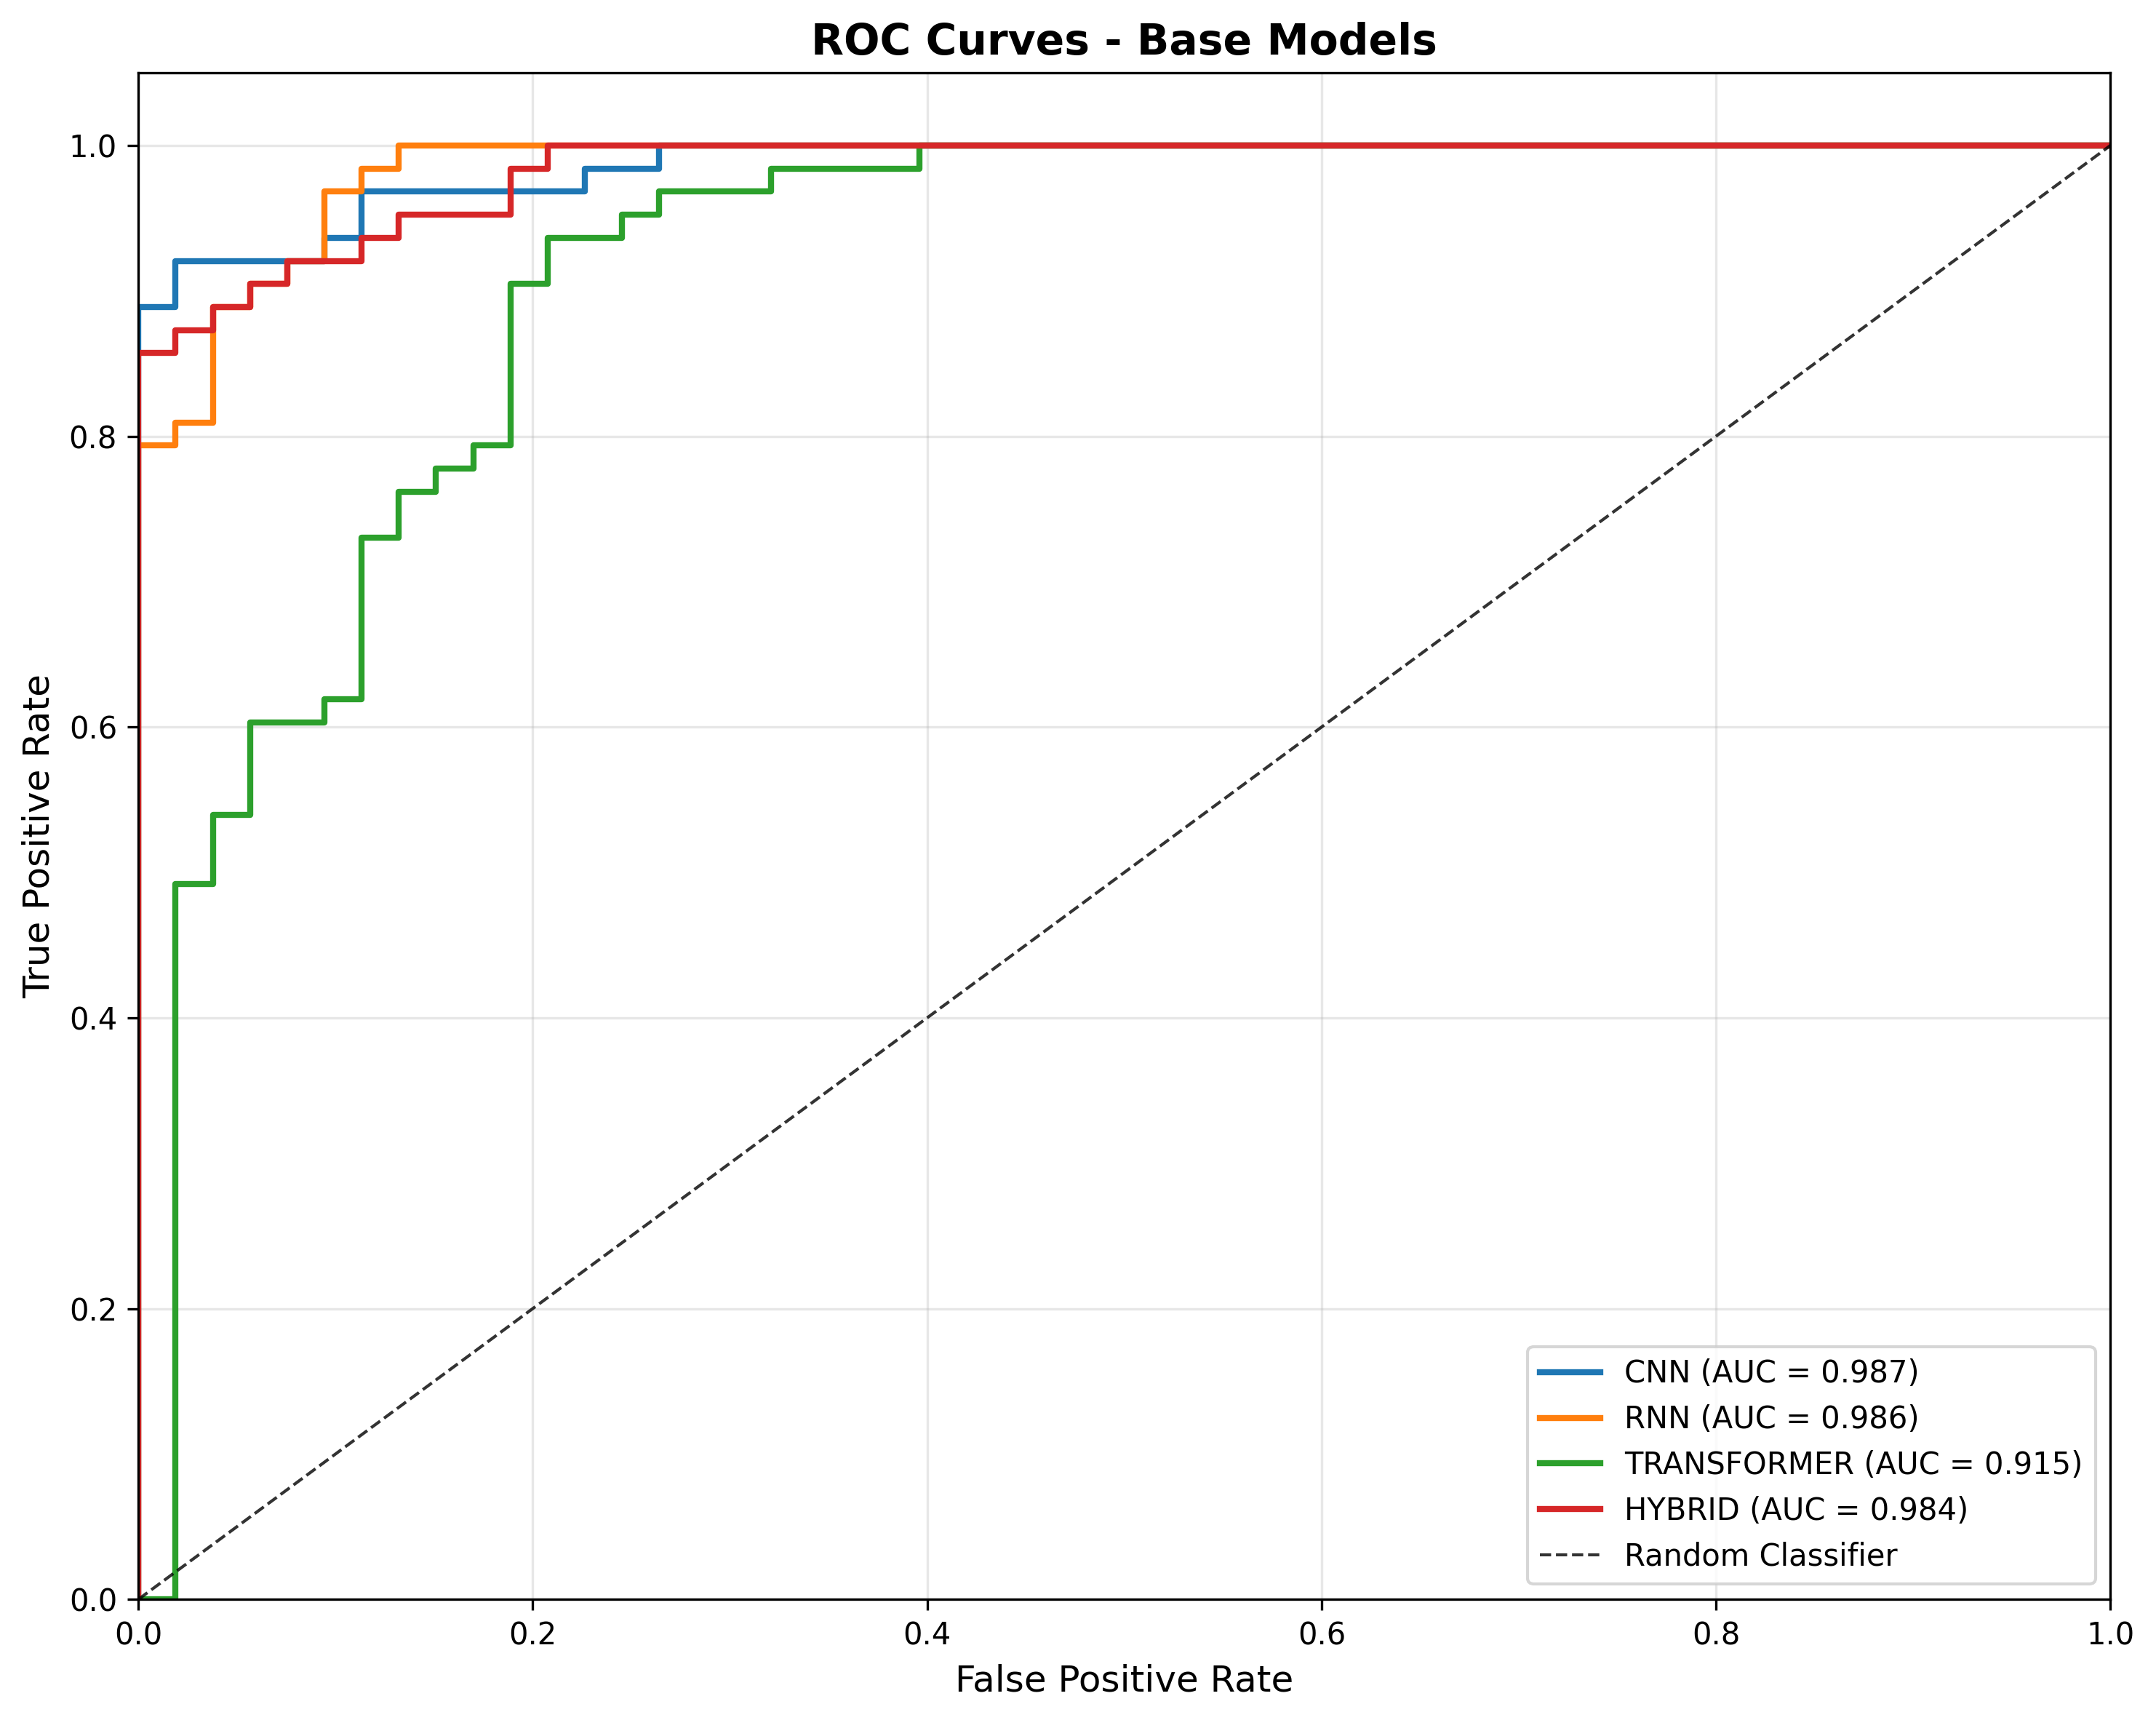 ROC Curves - Base Models
True Positive Rate
1.0
0.8
0.6
0.4
0.2
0.0
0.0 0.2 0.4 0.6 0.8 1.0
False Positive Rate
CNN (AUC = 0.987)
RNN (AUC = 0.986)
TRANSFORMER (AUC = 0.915)
HYBRID (AUC = 0.984)
Random Classifier